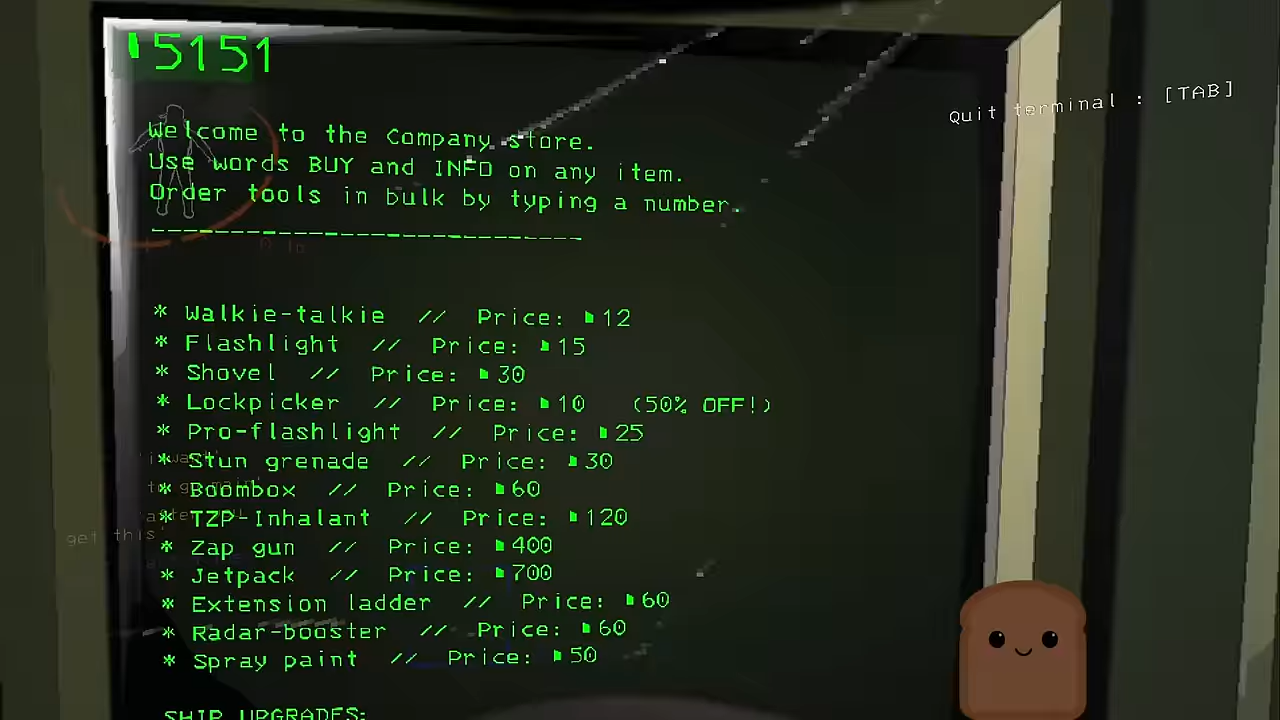 5151
Quit terminal : [TAB]
Welcome to the Company store.
Use words BUY and INFO on any item.
Order tools in bulk by typing a number.
----------------------------
* Walkie-talkie // Price: 12
* Flashlight // Price: 15
* Shovel // Price: 30
* Lockpicker // Price: 10 (50% OFF!)
* Pro-flashlight // Price: 25
* Stun grenade // Price: 30
* Boombox // Price: 60
* TZP-Inhalant // Price: 120
* Zap gun // Price: 400
* Jetpack // Price: 700
* Extension ladder // Price: 60
* Radar-booster // Price: 60
* Spray paint // Price: 50
get this'
SHIP UPGRADES: